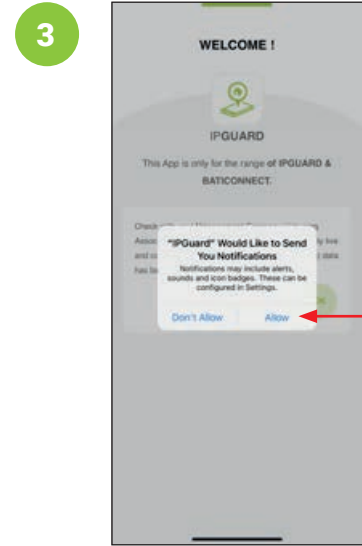 3
WELCOME !
IPGUARD
This App is only for the range of IPGUARD &
BATICONNECT.
"IPGuard" Would Like to Send
You Notifications
Notifications may include alerts,
sounds and icon badges. These can be
configured in Settings.
Don't Allow
Allow